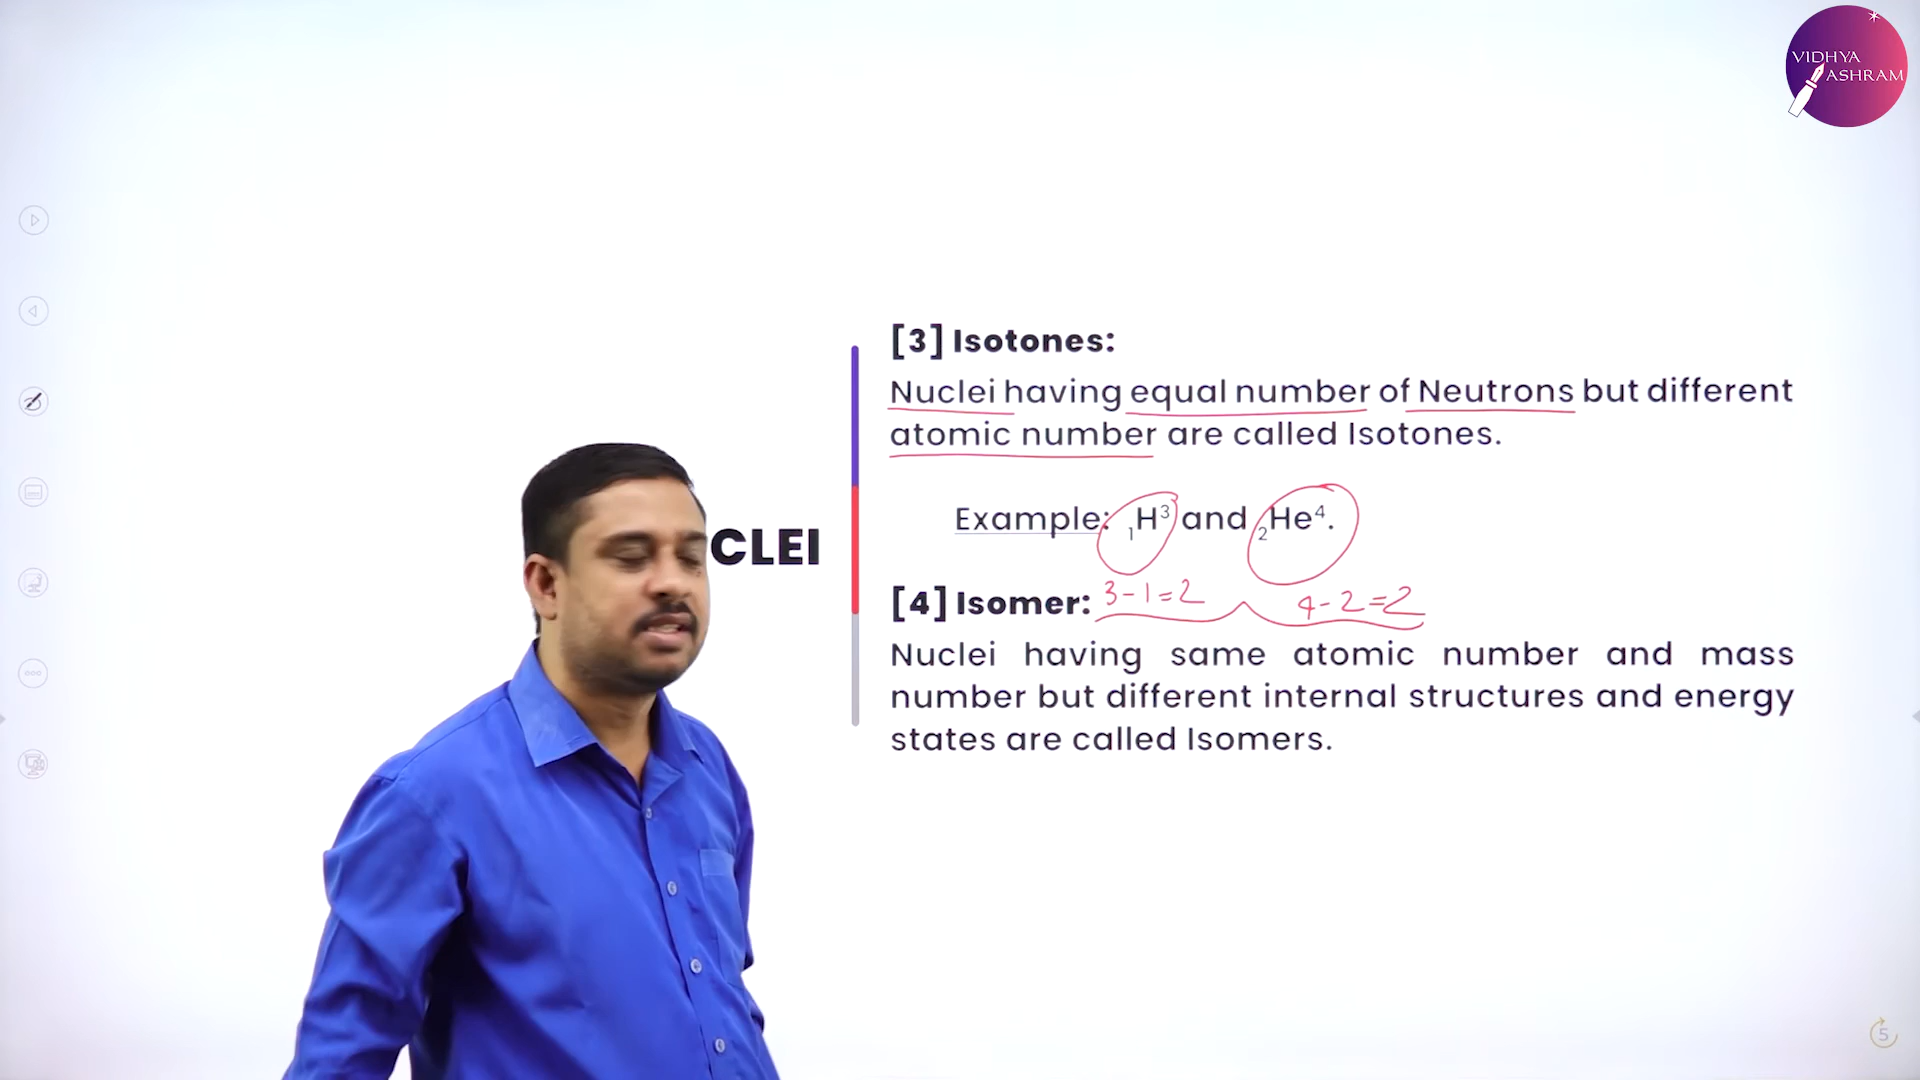 VIDHYA
ASHRAM
CLEI
[3] Isotones:
Nuclei having equal number of Neutrons but different
atomic number are called Isotones.
Example: ₁H³ and ₂He⁴.
[4] Isomer: 3-1=2 4-2=2
Nuclei having same atomic number and mass
number but different internal structures and energy
states are called Isomers.
5